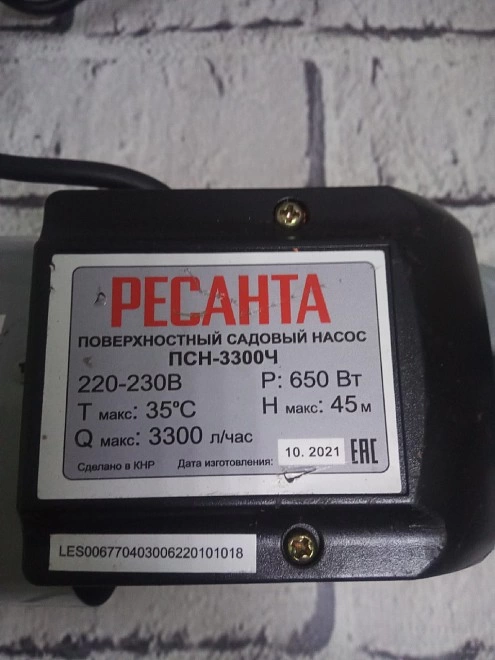 РЕСАНТА
ПОВЕРХНОСТНЫЙ САДОВЫЙ НАСОС
ПСН-3300Ч
220-230В P: 650 Вт
T макс: 35°C H макс: 45 м
Q макс: 3300 л/час
Сделано в КНР Дата изготовления: 10. 2021 EAC
LES006770403006220101018